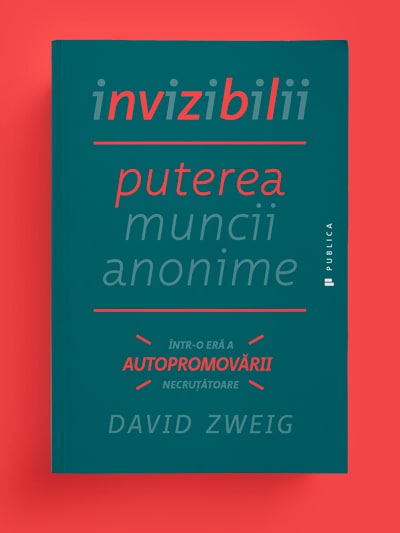 invizibilii
puterea
muncii
anonime
PUBLICA
ÎNTR-O ERĂ A
AUTOPROMOVĂRII
NECRUȚĂTOARE
DAVID ZWEIG